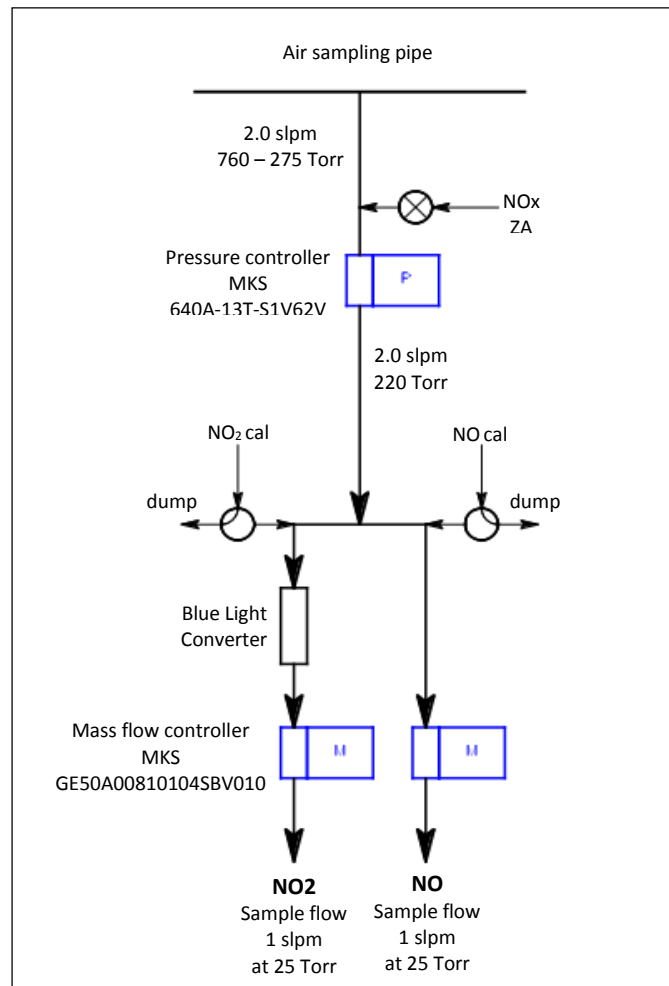 Air sampling pipe
2.0 slpm
760 – 275 Torr
NOx
ZA
Pressure controller
MKS
640A-13T-S1V62V
P
2.0 slpm
220 Torr
NO₂ cal
NO cal
dump
dump
Blue Light
Converter
Mass flow controller
MKS
GE50A00810104SBV010
M
M
NO2
Sample flow
1 slpm
at 25 Torr
NO
Sample flow
1 slpm
at 25 Torr